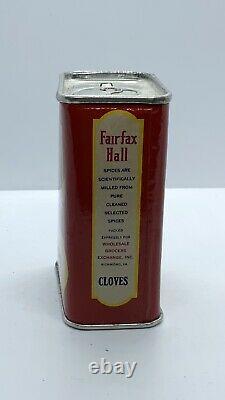 Fairfax
Hall
SPICES ARE
SCIENTIFICALLY
MILLED FROM
PURE
CLEANED
SELECTED
SPICES
PACKED
EXPRESSLY FOR
WHOLESALE
GROCERS
EXCHANGE, INC.
RICHMOND, VA.
CLOVES
© worthpoint